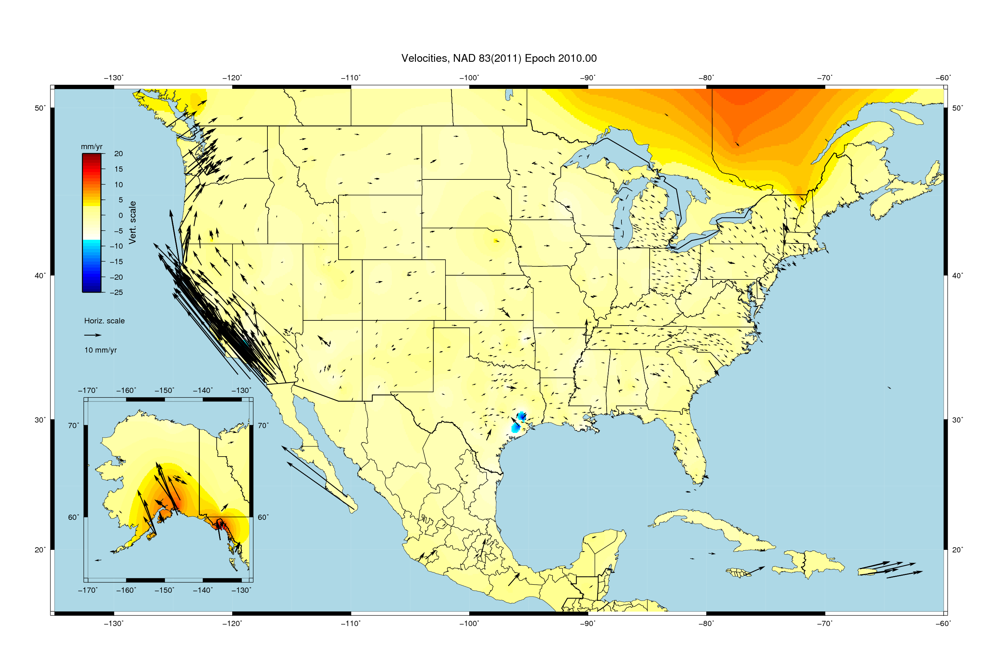 Velocities, NAD 83(2011) Epoch 2010.00
−130˚ −120˚ −110˚ −100˚ −90˚ −80˚ −70˚ −60˚
50˚ 50˚
mm/yr
20
15
10
5
0
−5
−10
−15
−20
−25
Vert. scale
40˚ 40˚
Horiz. scale
10 mm/yr
−170˚ −160˚ −150˚ −140˚ −130˚
30˚ 30˚
70˚ 70˚
60˚ 60˚
20˚ 20˚
−170˚ −160˚ −150˚ −140˚ −130˚
−130˚ −120˚ −110˚ −100˚ −90˚ −80˚ −70˚ −60˚